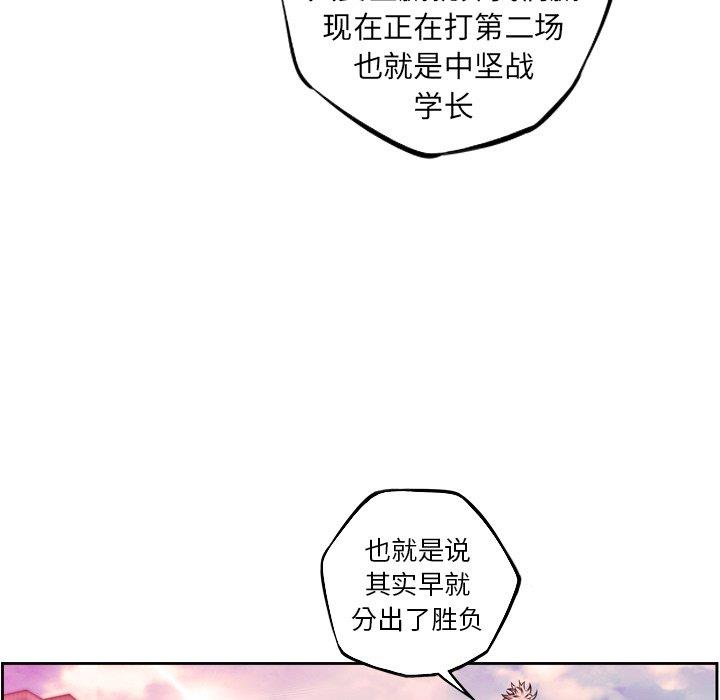 现在正在打第二场
也就是中坚战
学长
也就是说
其实早就
分出了胜负